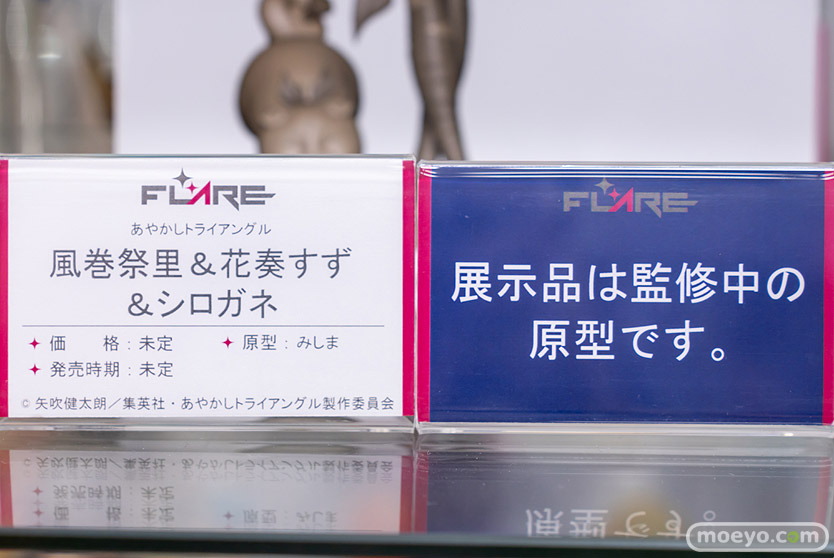 FLARE
あやかしトライアングル
風巻祭里&花奏すず
&シロガネ
価　格：未定
原型：みしま
発売時期：未定
© 矢吹健太朗／集英社・あやかしトライアングル製作委員会
FLARE
展示品は監修中の
原型です。
moeyo.com